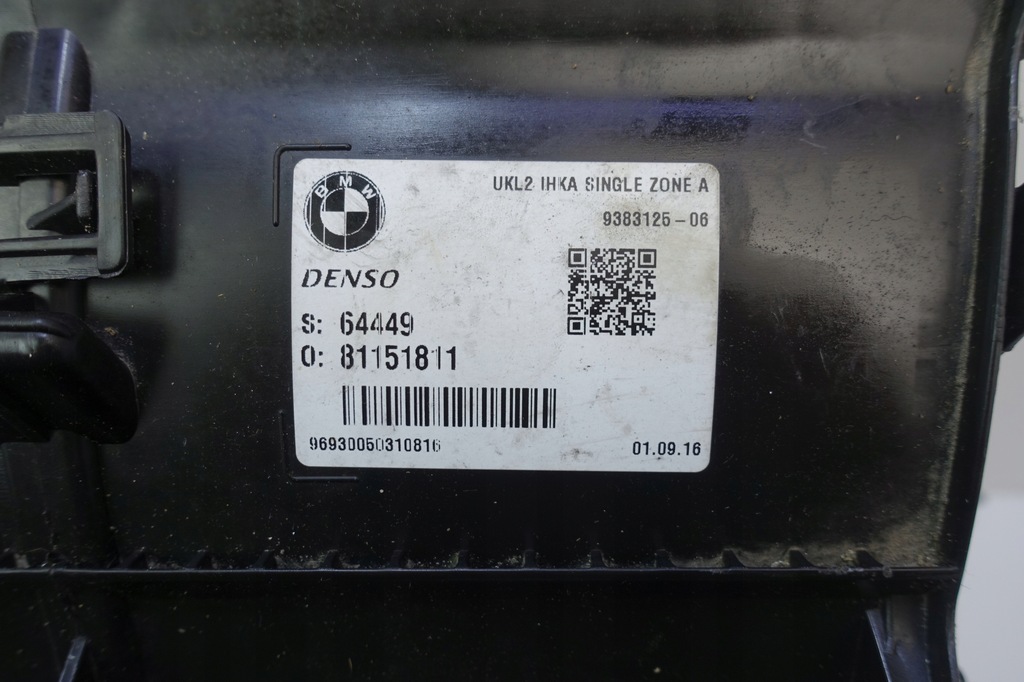 BMW
UKL2 IHKA SINGLE ZONE A
9383125-06
DENSO
S: 64449
O: 81151811
96930050310816
01.09.16